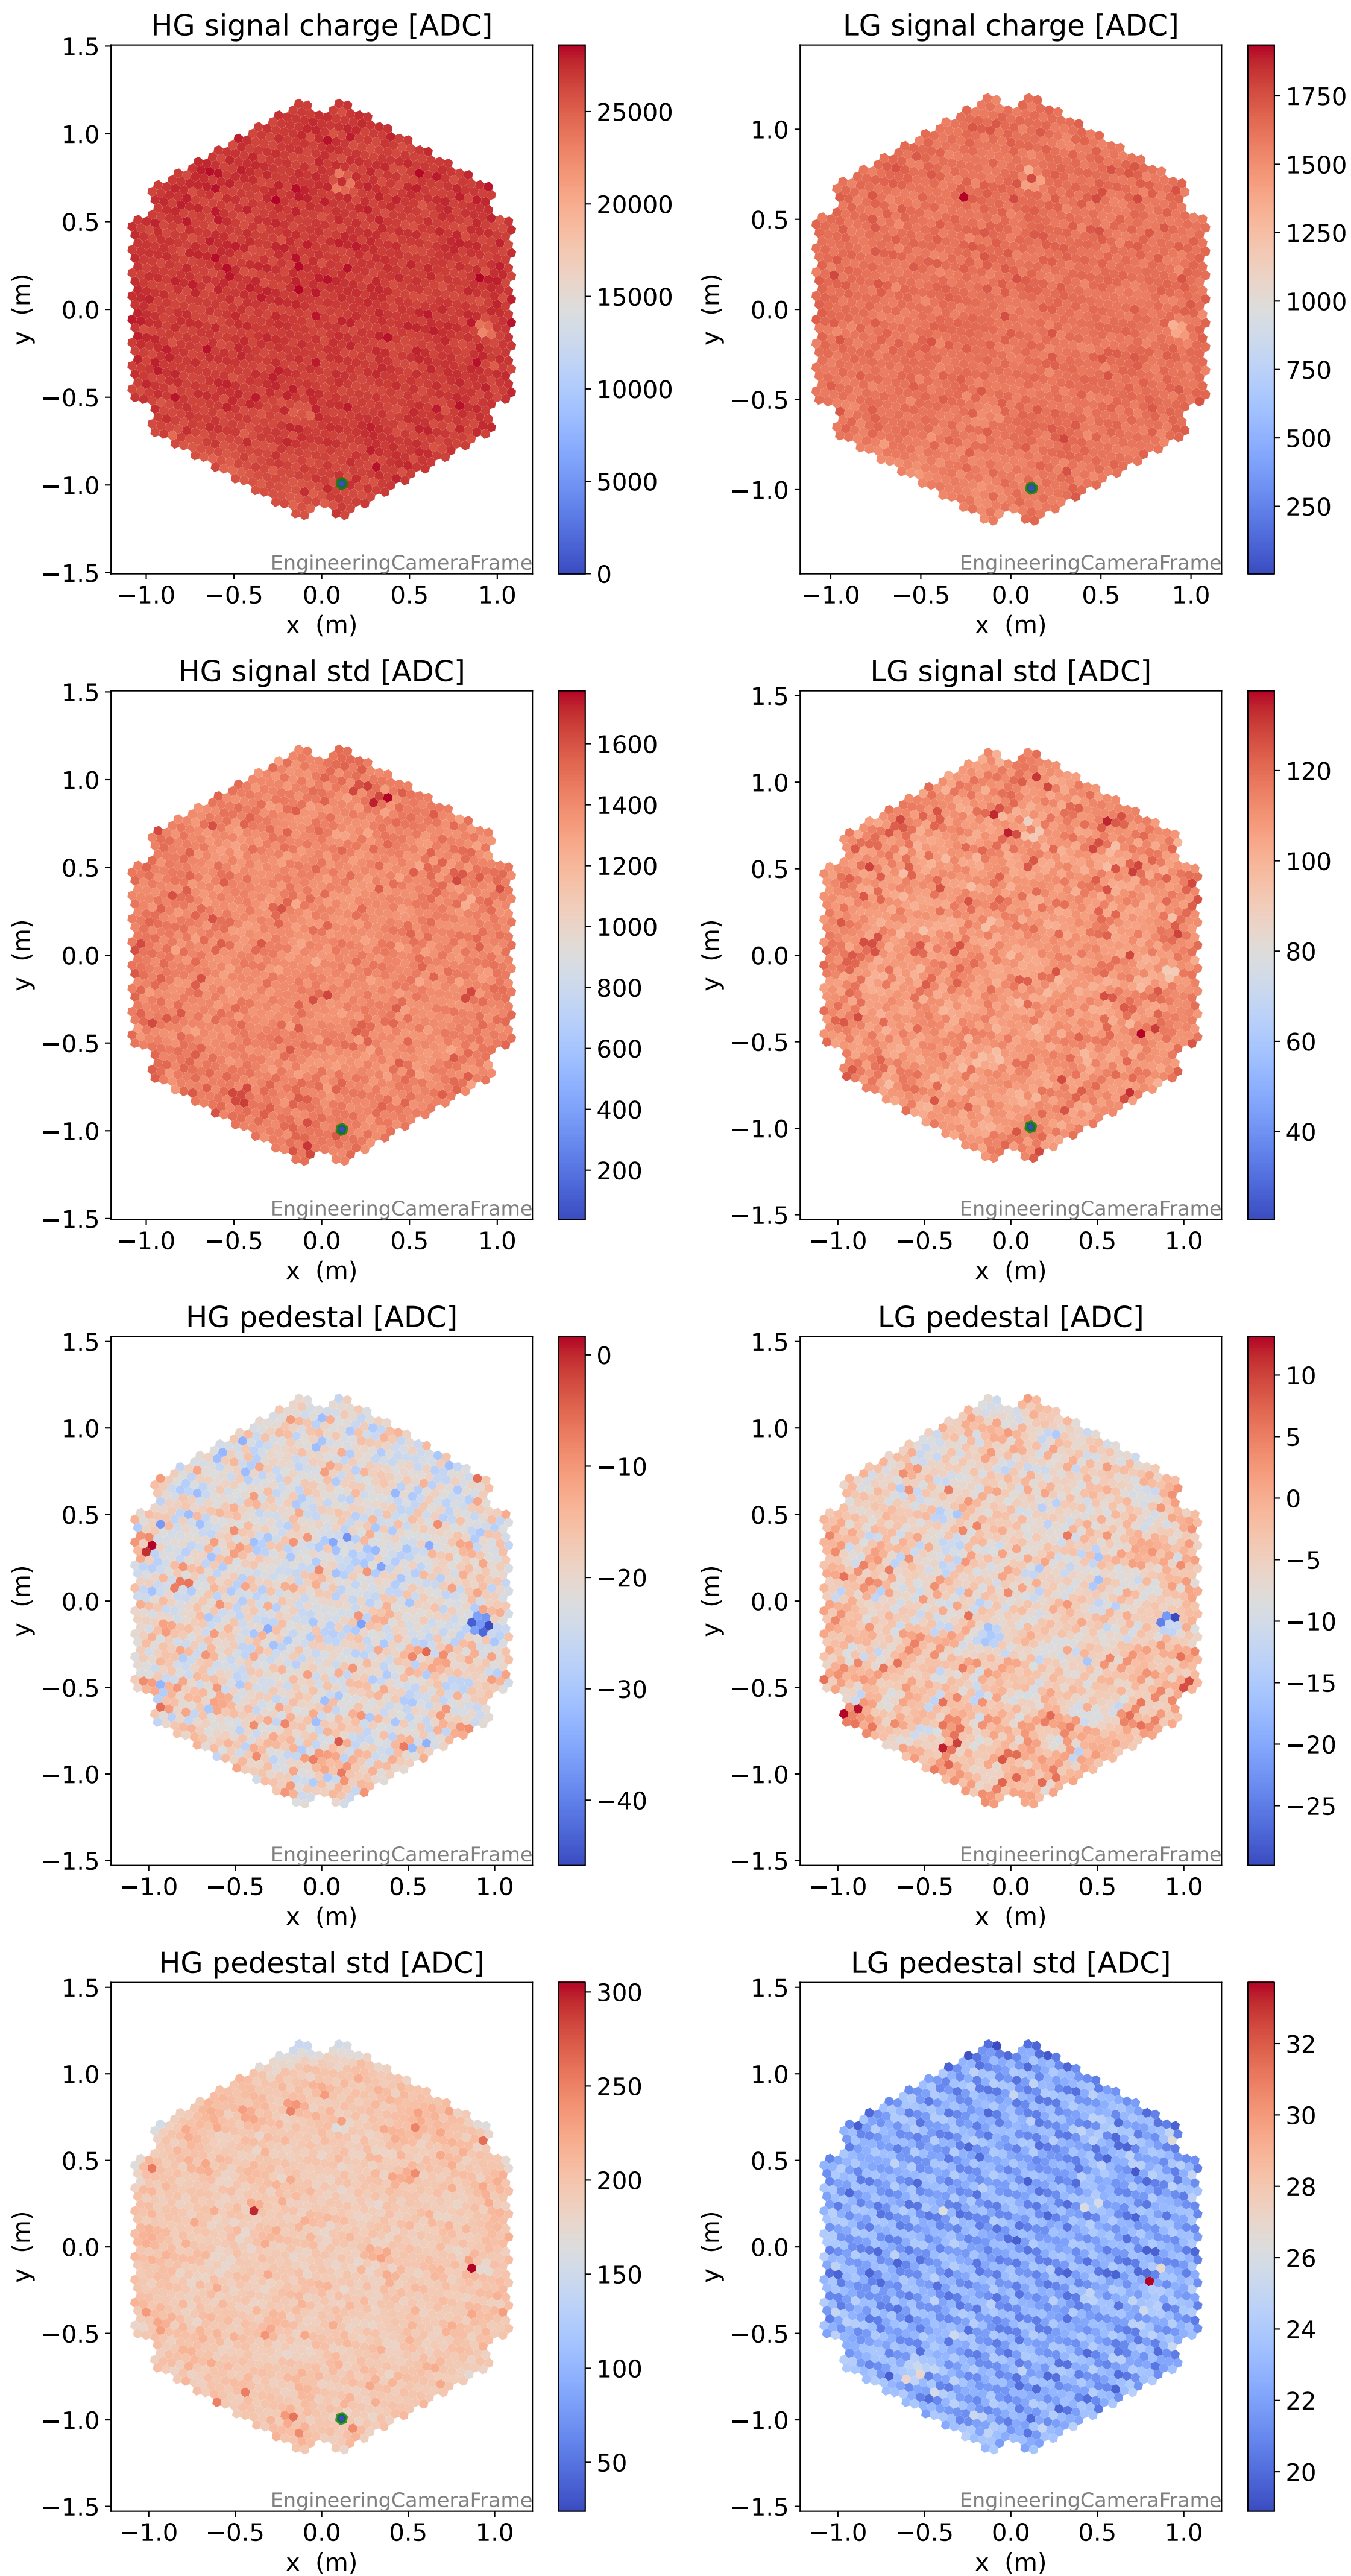 HG signal charge [ADC]
1.5
1.0
0.5
0.0
−0.5
−1.0
−1.5
y (m)
−1.0 −0.5 0.0 0.5 1.0
x (m)
EngineeringCameraFrame
25000
20000
15000
10000
5000
0
LG signal charge [ADC]
1.0
0.5
0.0
−0.5
−1.0
y (m)
−1.0 −0.5 0.0 0.5 1.0
x (m)
EngineeringCameraFrame
1750
1500
1250
1000
750
500
250
HG signal std [ADC]
1.5
1.0
0.5
0.0
−0.5
−1.0
−1.5
y (m)
−1.0 −0.5 0.0 0.5 1.0
x (m)
EngineeringCameraFrame
1600
1400
1200
1000
800
600
400
200
LG signal std [ADC]
1.5
1.0
0.5
0.0
−0.5
−1.0
−1.5
y (m)
−1.0 −0.5 0.0 0.5 1.0
x (m)
EngineeringCameraFrame
120
100
80
60
40
HG pedestal [ADC]
1.5
1.0
0.5
0.0
−0.5
−1.0
−1.5
y (m)
−1.0 −0.5 0.0 0.5 1.0
x (m)
EngineeringCameraFrame
0
−10
−20
−30
−40
LG pedestal [ADC]
1.5
1.0
0.5
0.0
−0.5
−1.0
−1.5
y (m)
−1.0 −0.5 0.0 0.5 1.0
x (m)
EngineeringCameraFrame
10
5
0
−5
−10
−15
−20
−25
HG pedestal std [ADC]
1.5
1.0
0.5
0.0
−0.5
−1.0
−1.5
y (m)
−1.0 −0.5 0.0 0.5 1.0
x (m)
EngineeringCameraFrame
300
250
200
150
100
50
LG pedestal std [ADC]
1.5
1.0
0.5
0.0
−0.5
−1.0
−1.5
y (m)
−1.0 −0.5 0.0 0.5 1.0
x (m)
EngineeringCameraFrame
32
30
28
26
24
22
20